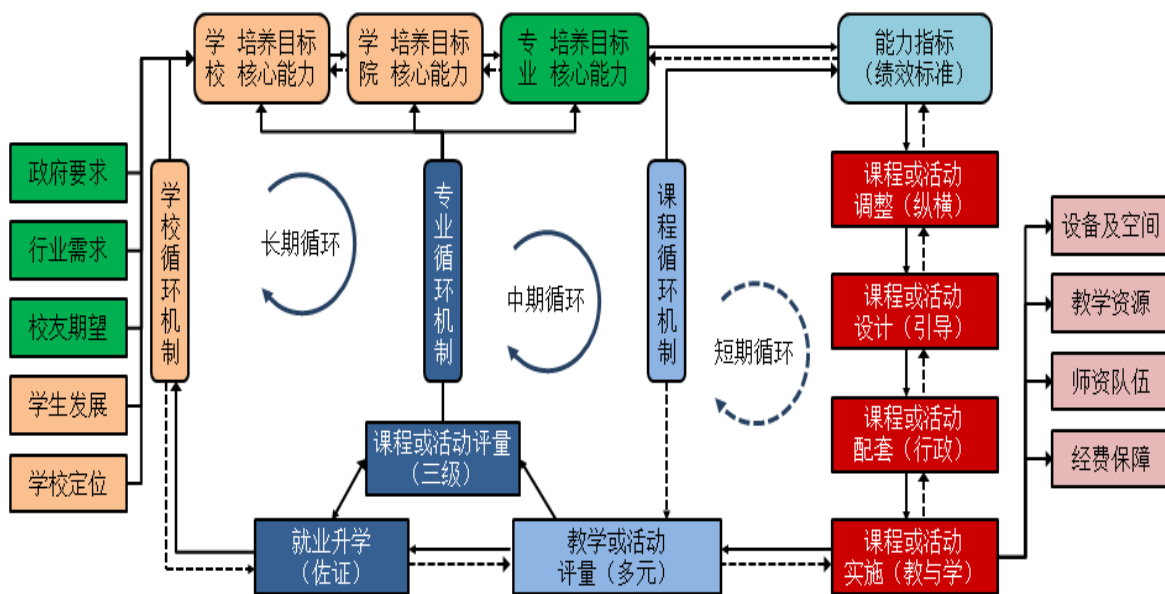 学校 培养目标
核心能力
学院 培养目标
核心能力
专业 培养目标
核心能力
能力指标
(绩效标准)
政府要求
行业需求
校友期望
学生发展
学校定位
学校循环机制
长期循环
专业循环机制
中期循环
课程循环机制
短期循环
课程或活动
调整(纵横)
课程或活动
设计(引导)
课程或活动
配套(行政)
课程或活动
实施(教与学)
设备及空间
教学资源
师资队伍
经费保障
课程或活动评量
(三级)
就业升学
(佐证)
教学或活动
评量(多元)